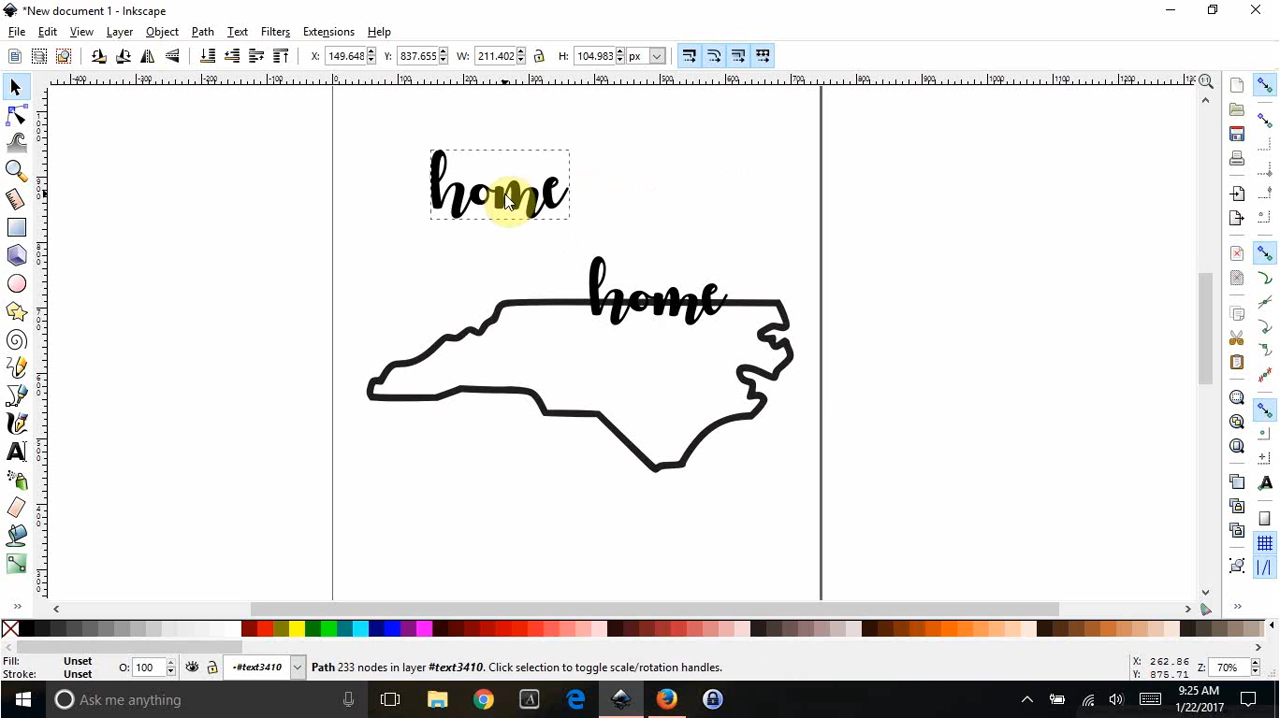 *New document 1 - Inkscape
File Edit View Layer Object Path Text Filters Extensions Help
X: 149.648 Y: 837.655 W: 211.402 H: 104.983 px
home
home
Fill: Unset O: 100 •#text3410 Path 233 nodes in layer #text3410. Click selection to toggle scale/rotation handles. X: 262.86 Z: 70%
Stroke: Unset Y: 875.71
Ask me anything 9:25 AM
1/22/2017